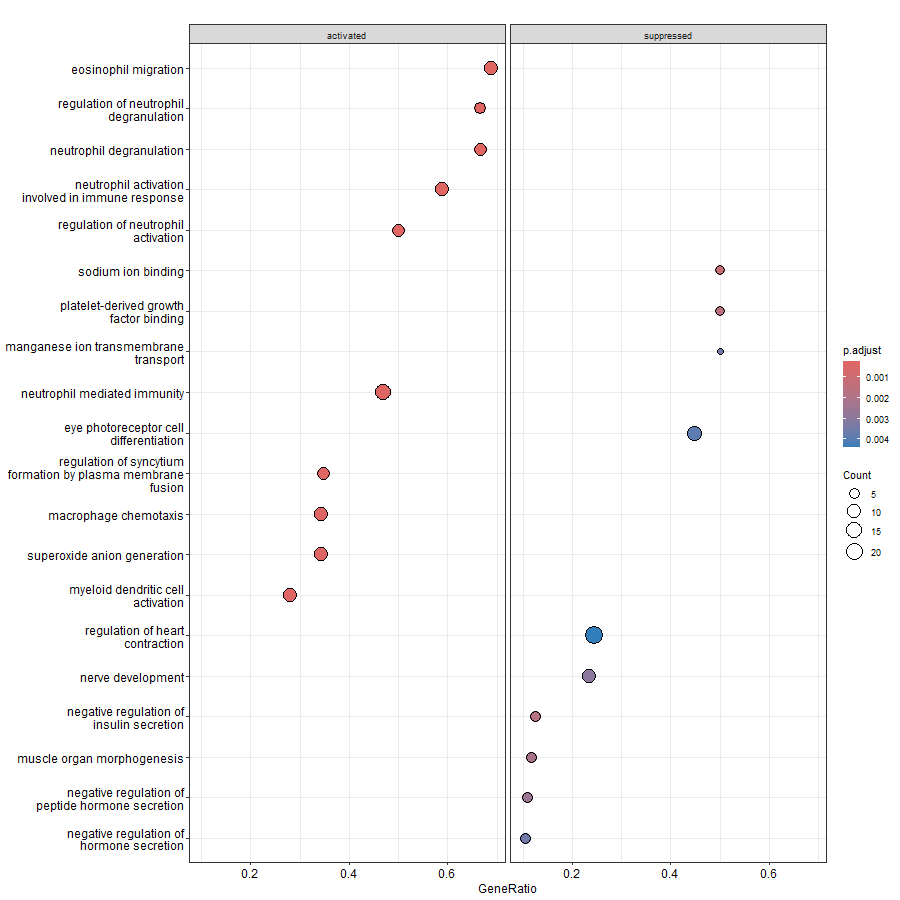 activated
suppressed
eosinophil migration
regulation of neutrophil
degranulation
neutrophil degranulation
neutrophil activation
involved in immune response
regulation of neutrophil
activation
sodium ion binding
platelet-derived growth
factor binding
manganese ion transmembrane
transport
neutrophil mediated immunity
eye photoreceptor cell
differentiation
regulation of syncytium
formation by plasma membrane
fusion
macrophage chemotaxis
superoxide anion generation
myeloid dendritic cell
activation
regulation of heart
contraction
nerve development
negative regulation of
insulin secretion
muscle organ morphogenesis
negative regulation of
peptide hormone secretion
negative regulation of
hormone secretion
0.2 0.4 0.6 0.2 0.4 0.6
GeneRatio
p.adjust
0.001
0.002
0.003
0.004
Count
5
10
15
20